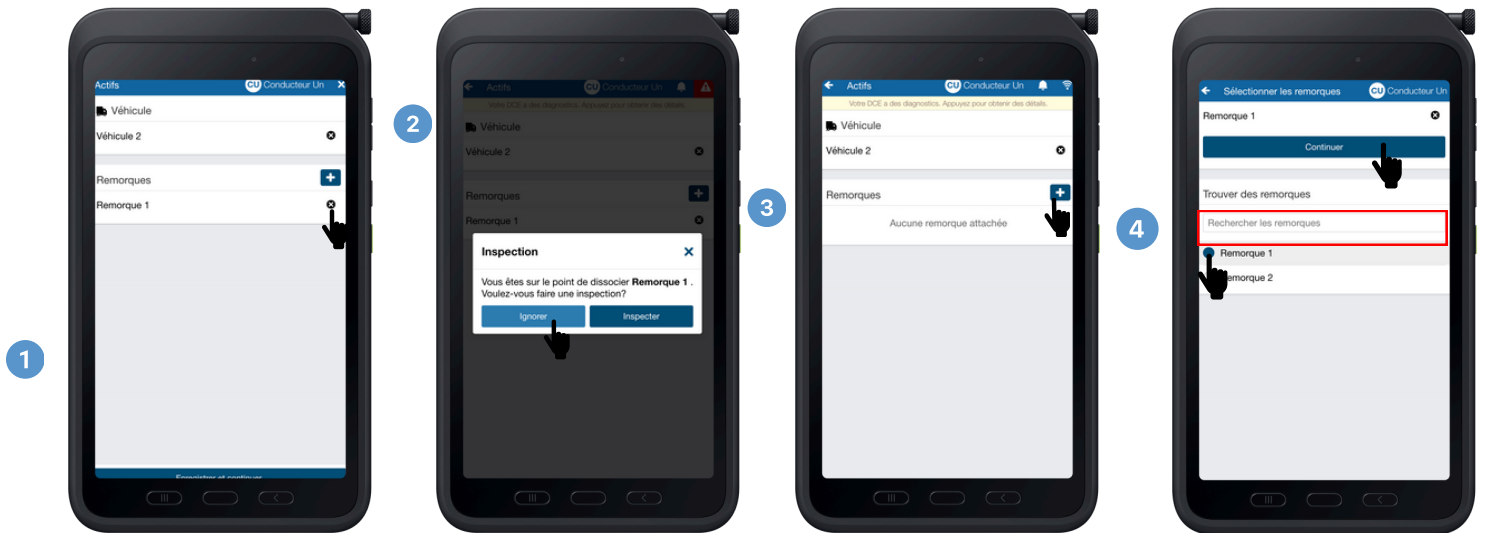 1
Actifs
CU Conducteur Un
Véhicule
Véhicule 2
Remorques
Remorque 1
Enregistrer et continuer
2
Actifs
CU Conducteur Un
Votre DCE a des diagnostics. Appuyez pour obtenir des détails.
Véhicule
Véhicule 2
Remorques
Remorque 1
Inspection
Vous êtes sur le point de dissocier Remorque 1 .
Voulez-vous faire une inspection?
Ignorer
Inspecter
3
Actifs
CU Conducteur Un
Votre DCE a des diagnostics. Appuyez pour obtenir des détails.
Véhicule
Véhicule 2
Remorques
Aucune remorque attachée
4
Sélectionner les remorques
CU Conducteur Un
Remorque 1
Continuer
Trouver des remorques
Rechercher les remorques
Remorque 1
emorque 2